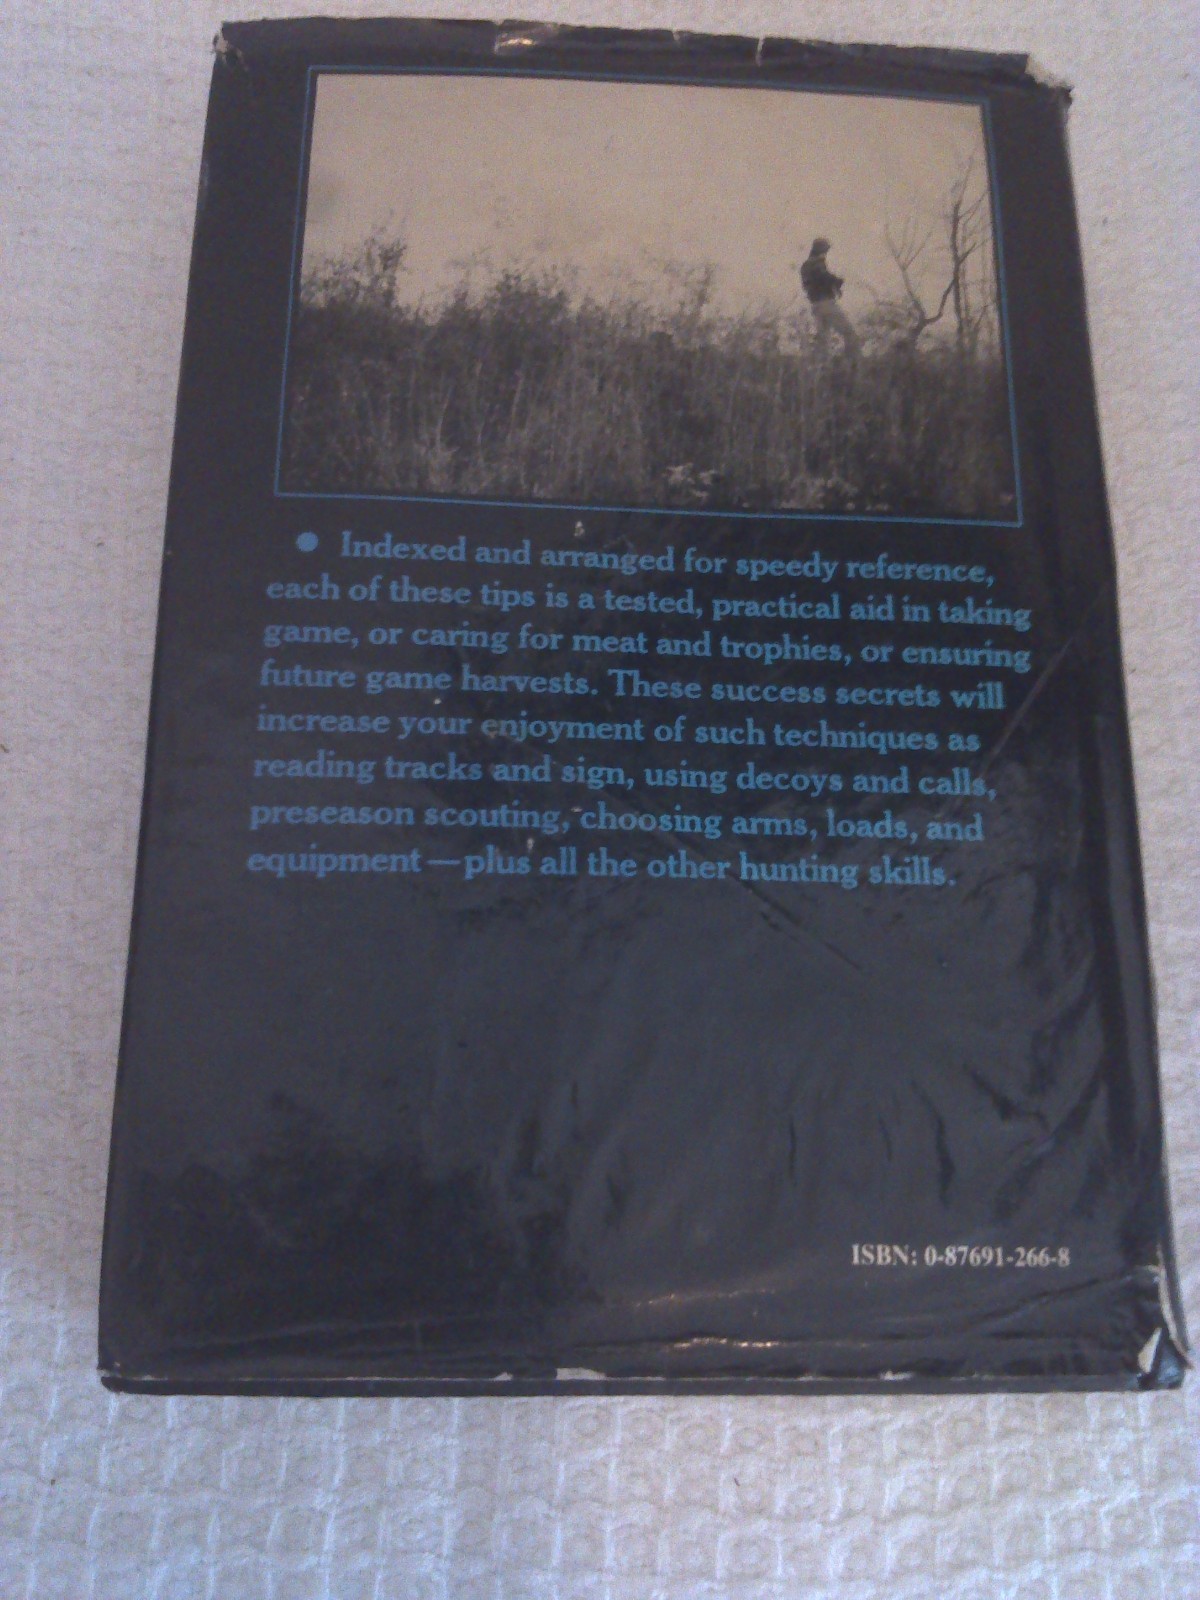 ● Indexed and arranged for speedy reference,
each of these tips is a tested, practical aid in taking
game, or caring for meat and trophies, or ensuring
future game harvests. These success secrets will
increase your enjoyment of such techniques as
reading tracks and sign, using decoys and calls,
preseason scouting, choosing arms, loads, and
equipment—plus all the other hunting skills.
ISBN: 0-87691-266-8